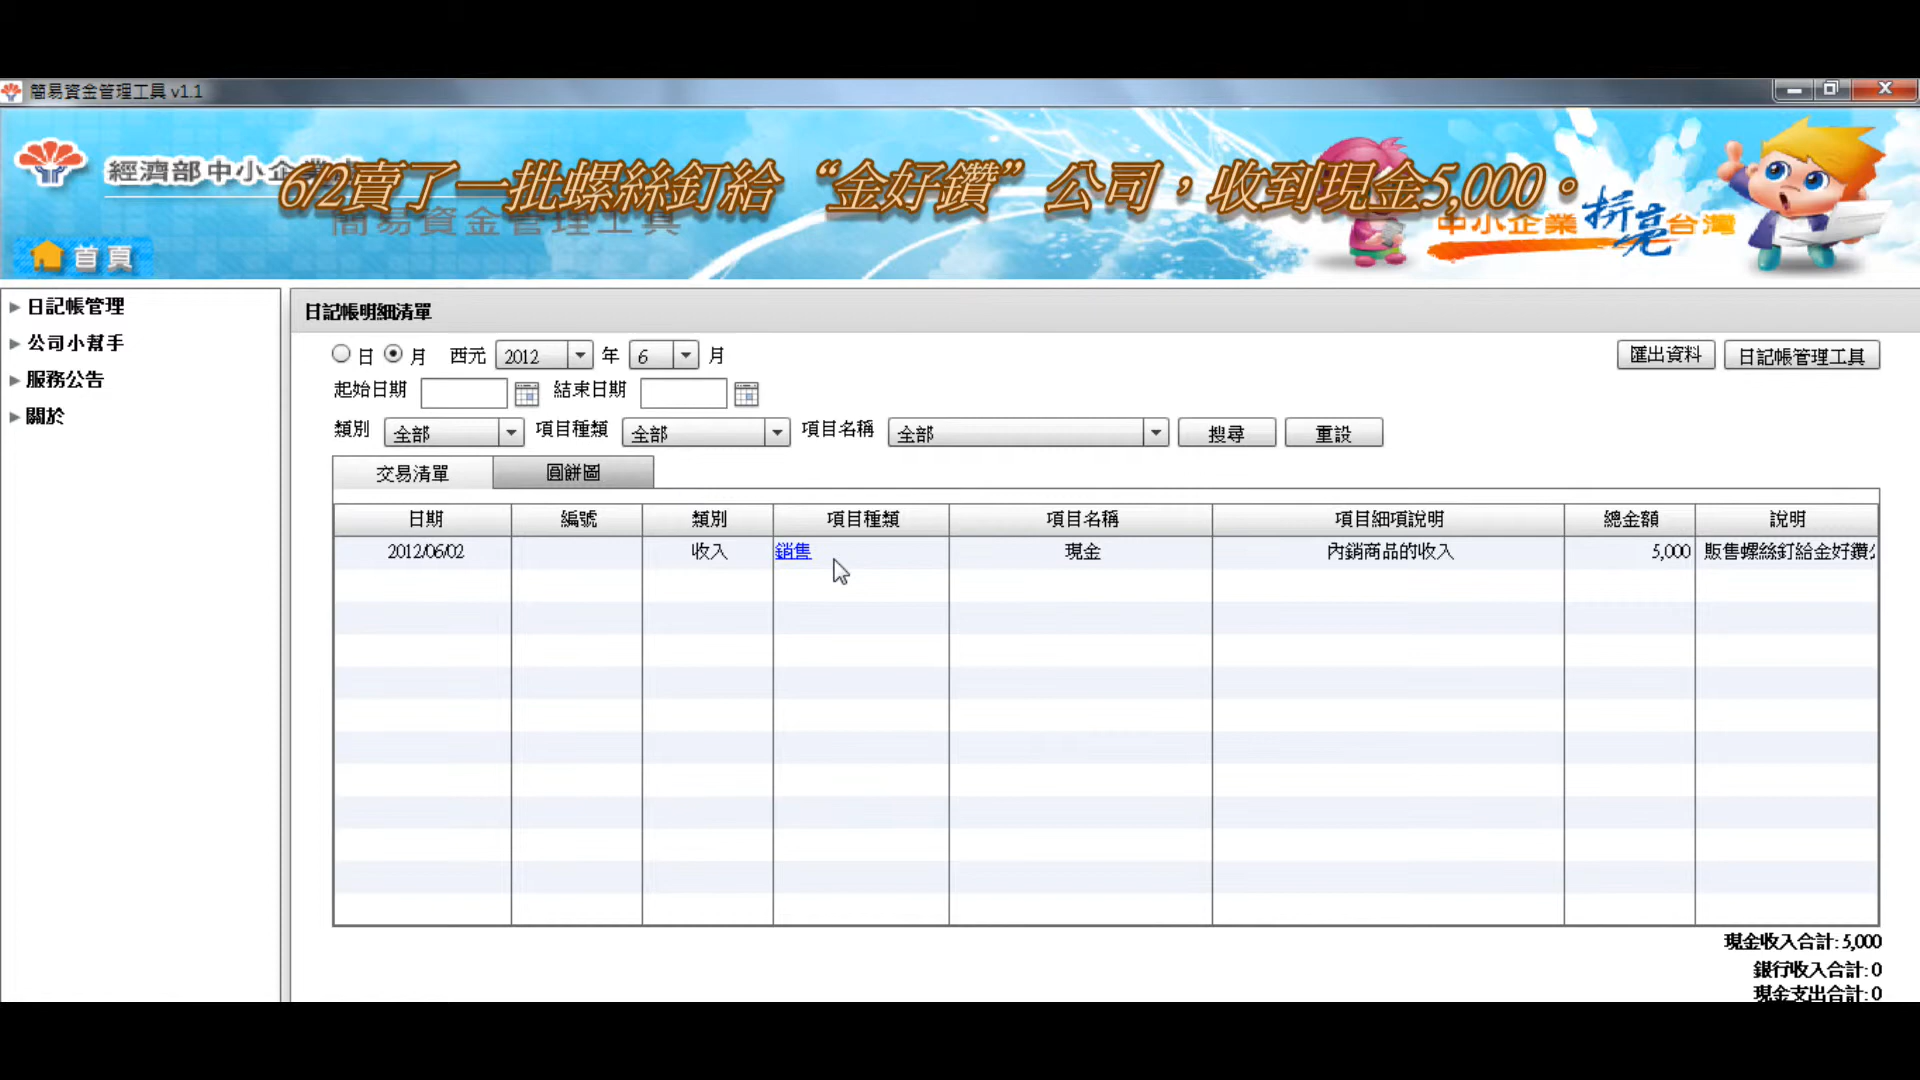 簡易資金管理工具 v1.1
經濟部中小企業
6/2賣了一批螺絲釘給“金好鑽”公司，收到現金5,000。
簡易資金管理工具
中小企業 拼亮 台灣
首頁
日記帳管理
公司小幫手
服務公告
關於
日記帳明細清單
日 月 西元 2012 年 6 月
匯出資料 日記帳管理工具
起始日期 結束日期
類別 全部 項目種類 全部 項目名稱 全部 搜尋 重設
交易清單 圓餅圖
日期 編號 類別 項目種類 項目名稱 項目細項說明 總金額 說明
2012/06/02 收入 銷售 現金 內銷商品的收入 5,000 販售螺絲釘給金好鑽
現金收入合計: 5,000
銀行收入合計: 0
現金支出合計: 0